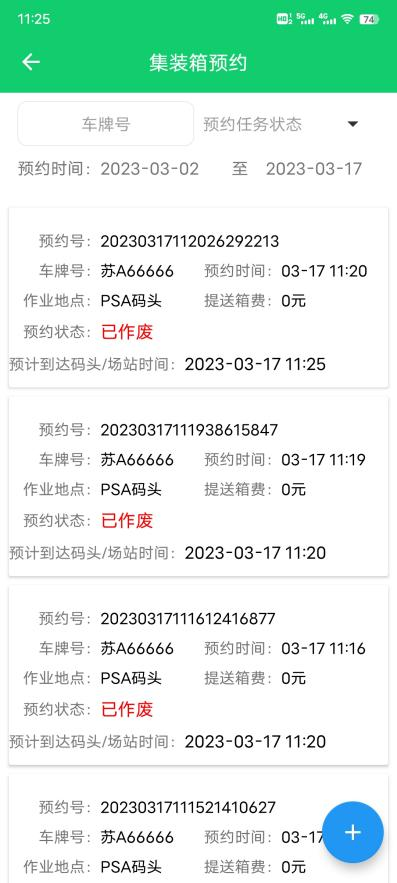 11:25
HD 2 5G 4G 74
集装箱预约
车牌号 预约任务状态
预约时间: 2023-03-02 至 2023-03-17
预约号: 20230317112026292213
车牌号: 苏A66666 预约时间: 03-17 11:20
作业地点: PSA码头 提送箱费: 0元
预约状态: 已作废
预计到达码头/场站时间: 2023-03-17 11:25
预约号: 20230317111938615847
车牌号: 苏A66666 预约时间: 03-17 11:19
作业地点: PSA码头 提送箱费: 0元
预约状态: 已作废
预计到达码头/场站时间: 2023-03-17 11:20
预约号: 20230317111612416877
车牌号: 苏A66666 预约时间: 03-17 11:16
作业地点: PSA码头 提送箱费: 0元
预约状态: 已作废
预计到达码头/场站时间: 2023-03-17 11:20
预约号: 20230317111521410627
车牌号: 苏A66666 预约时间: 03-17
作业地点: PSA码头 提送箱费: 0元